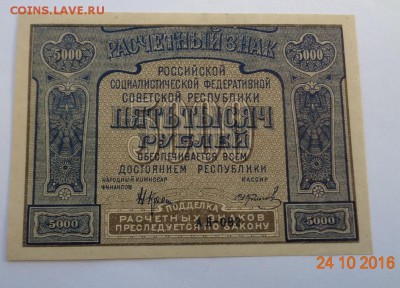 COINS.LAVE.RU
5000 РАСЧЕТНЫЙ ЗНАК 5000
РОССИЙСКОЙ
СОЦИАЛИСТИЧЕСКОЙ ФЕДЕРАТИВНОЙ
СОВЕТСКОЙ РЕСПУБЛИКИ
ПЯТЬ ТЫСЯЧ
РУБЛЕЙ
ОБЕСПЕЧИВАЕТСЯ ВСЕМ
ДОСТОЯНИЕМ РЕСПУБЛИКИ
НАРОДНЫЙ КОМИССАР
ФИНАНСОВ
КАССИР
ПОДДЕЛКА
РАСЧЕТНЫХ ЗНАКОВ
ПРЕСЛЕДУЕТСЯ ПО ЗАКОНУ
5000 5000
24 10 2016